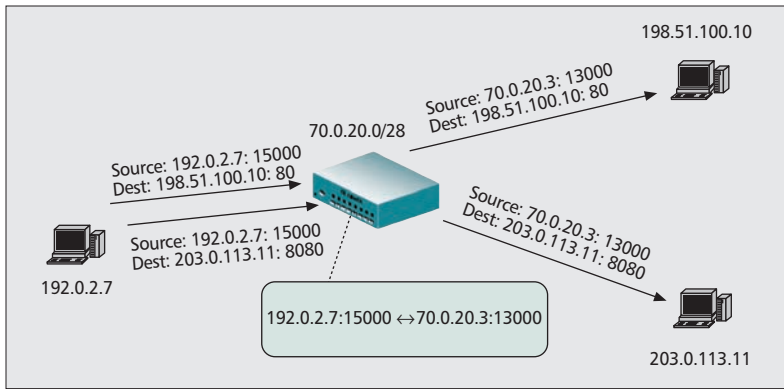 198.51.100.10
Source: 70.0.20.3: 13000
Dest: 198.51.100.10: 80
70.0.20.0/28
Source: 192.0.2.7: 15000
Dest: 198.51.100.10: 80
Source: 192.0.2.7: 15000
Dest: 203.0.113.11: 8080
Source: 70.0.20.3: 13000
Dest: 203.0.113.11: 8080
192.0.2.7
192.0.2.7:15000 ↔70.0.20.3:13000
203.0.113.11